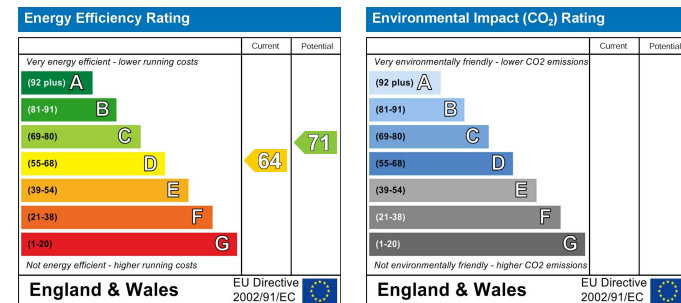 Energy Efficiency Rating
Current Potential
Very energy efficient - lower running costs
(92 plus) A
(81-91) B
(69-80) C
(55-68) D
(39-54) E
(21-38) F
(1-20) G
64
71
Not energy efficient - higher running costs
England & Wales
EU Directive
2002/91/EC
Environmental Impact (CO₂) Rating
Current Potential
Very environmentally friendly - lower CO2 emissions
(92 plus) A
(81-91) B
(69-80) C
(55-68) D
(39-54) E
(21-38) F
(1-20) G
Not environmentally friendly - higher CO2 emissions
England & Wales
EU Directive
2002/91/EC